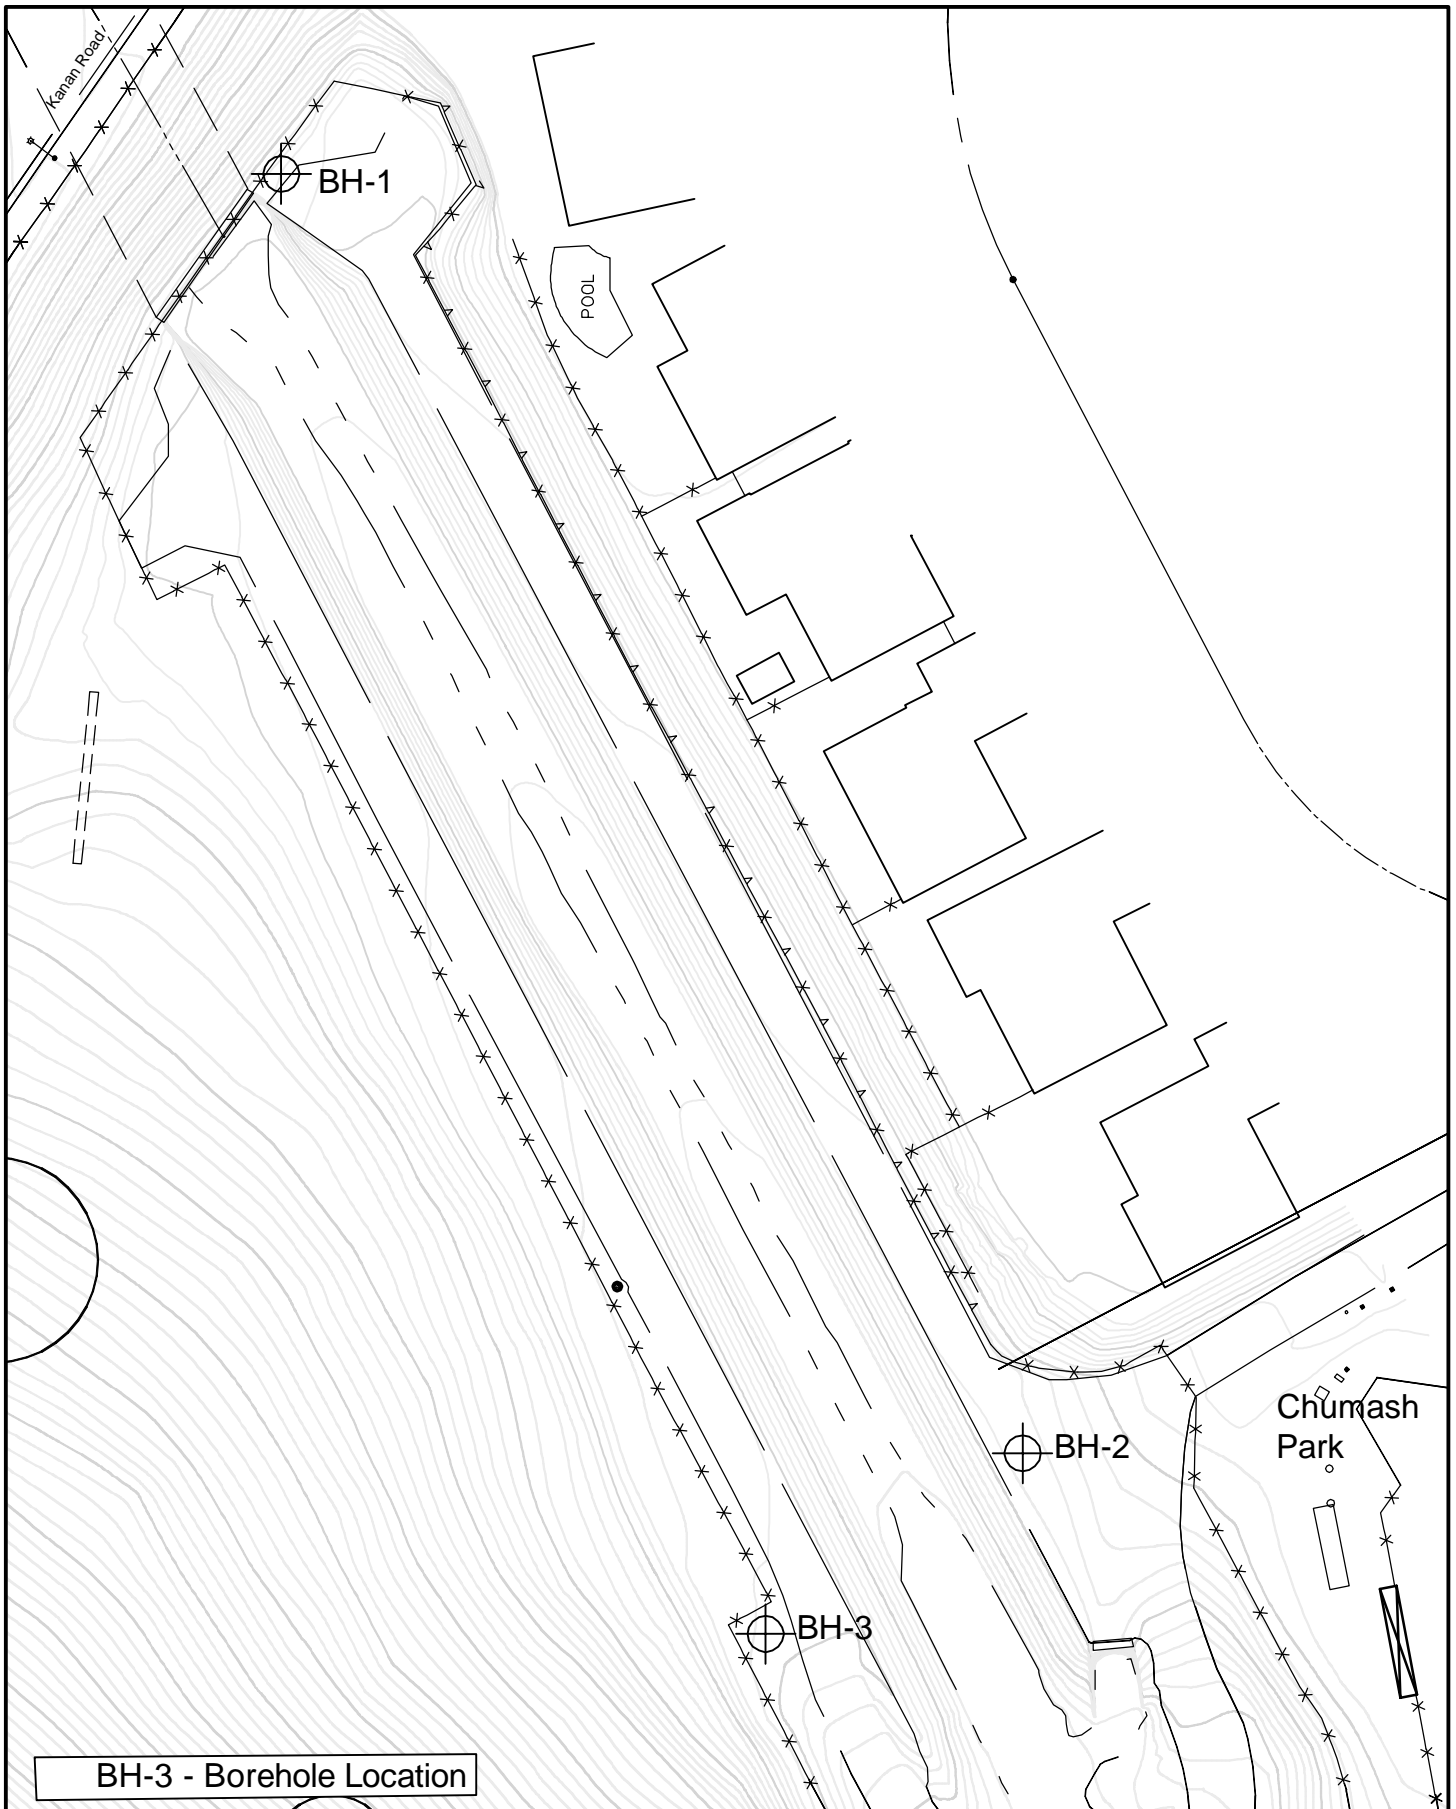 Kanan Road
BH-1
POOL
Chumash
Park
BH-2
BH-3
BH-3 - Borehole Location